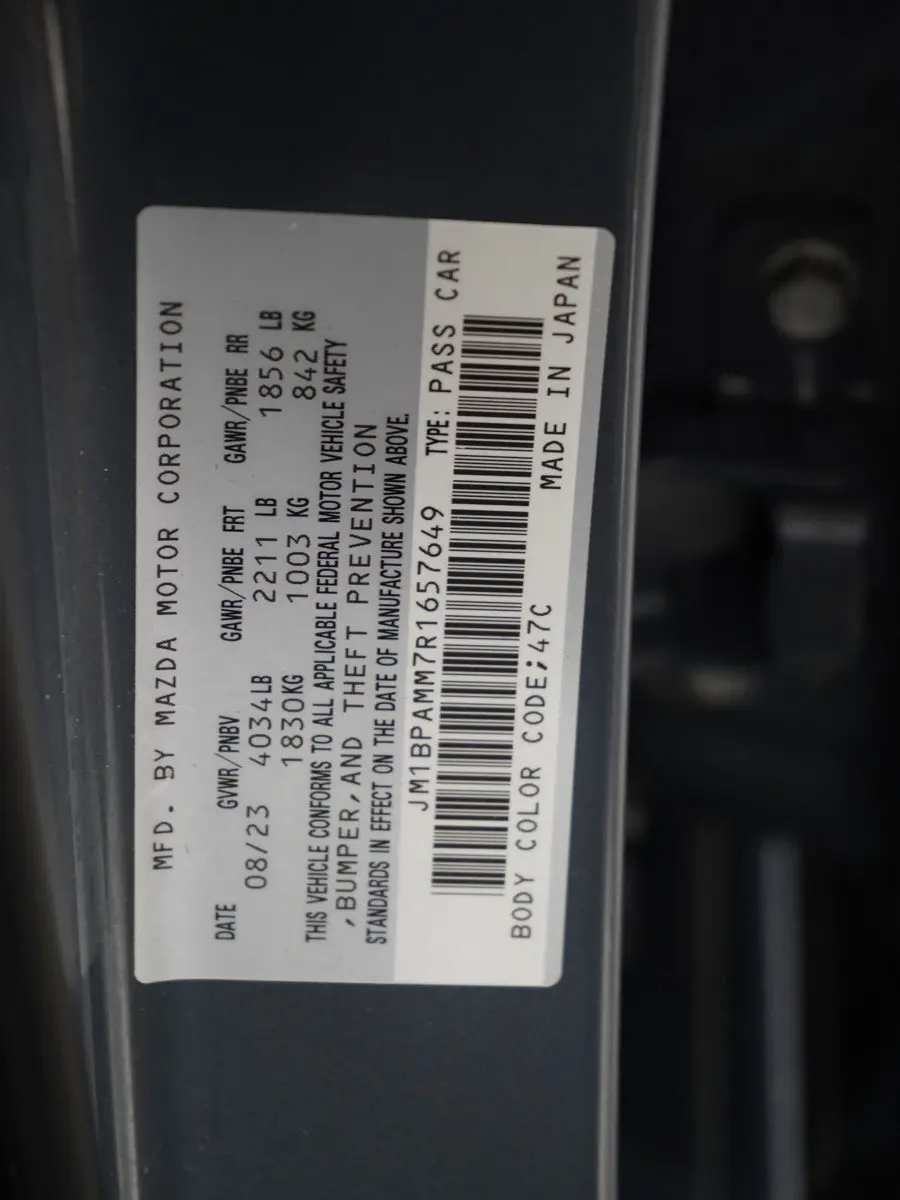 MFD. BY MAZDA MOTOR CORPORATION
DATE GVWR/PNBV GAWR/PNBE FRT GAWR/PNBE RR
08/23 4034LB 2211 LB 1856 LB
1830KG 1003 KG 842 KG
THIS VEHICLE CONFORMS TO ALL APPLICABLE FEDERAL MOTOR VEHICLE SAFETY
,BUMPER,AND THEFT PREVENTION
STANDARDS IN EFFECT ON THE DATE OF MANUFACTURE SHOWN ABOVE.
JM1BPAMM7R1657649 TYPE: PASS CAR
BODY COLOR CODE;47C MADE IN JAPAN